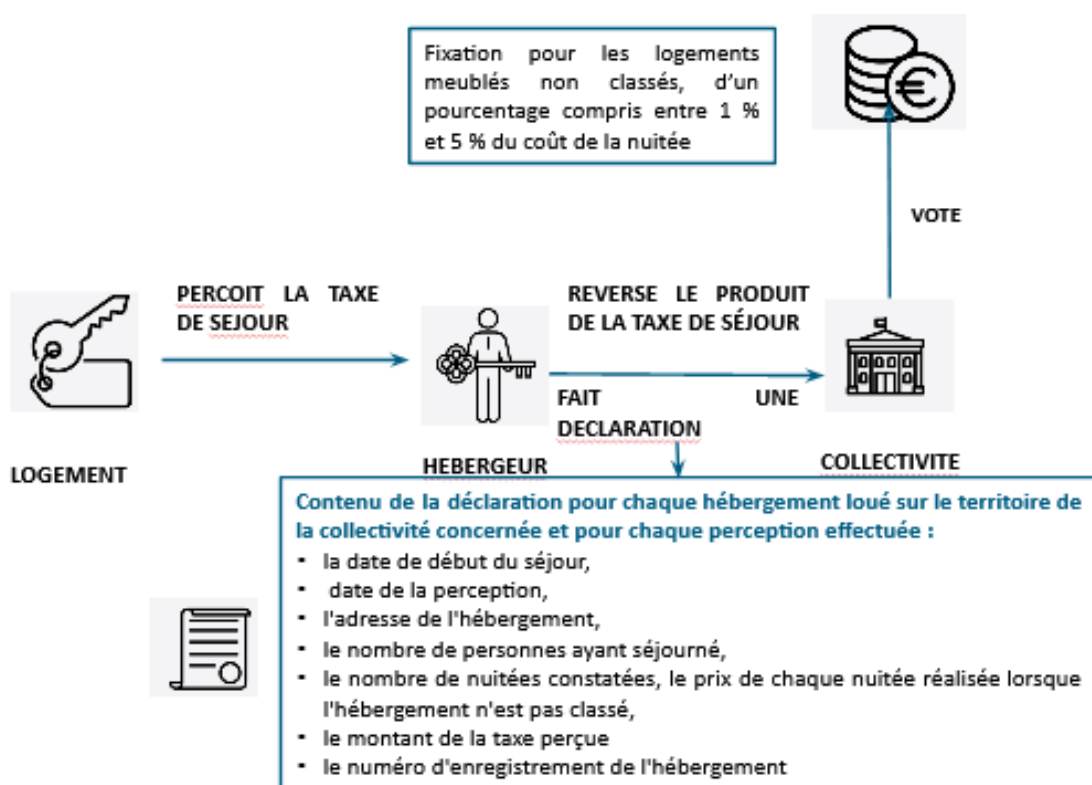 Fixation pour les logements
meublés non classés, d'un
pourcentage compris entre 1 %
et 5 % du coût de la nuitée
VOTE
PERCOIT LA TAXE
DE SEJOUR
REVERSE LE PRODUIT
DE LA TAXE DE SÉJOUR
FAIT UNE
DECLARATION
LOGEMENT
HEBERGEUR
COLLECTIVITE
Contenu de la déclaration pour chaque hébergement loué sur le territoire de
la collectivité concernée et pour chaque perception effectuée :
• la date de début du séjour,
• date de la perception,
• l'adresse de l'hébergement,
• le nombre de personnes ayant séjourné,
• le nombre de nuitées constatées, le prix de chaque nuitée réalisée lorsque
l'hébergement n'est pas classé,
• le montant de la taxe perçue
• le numéro d'enregistrement de l'hébergement